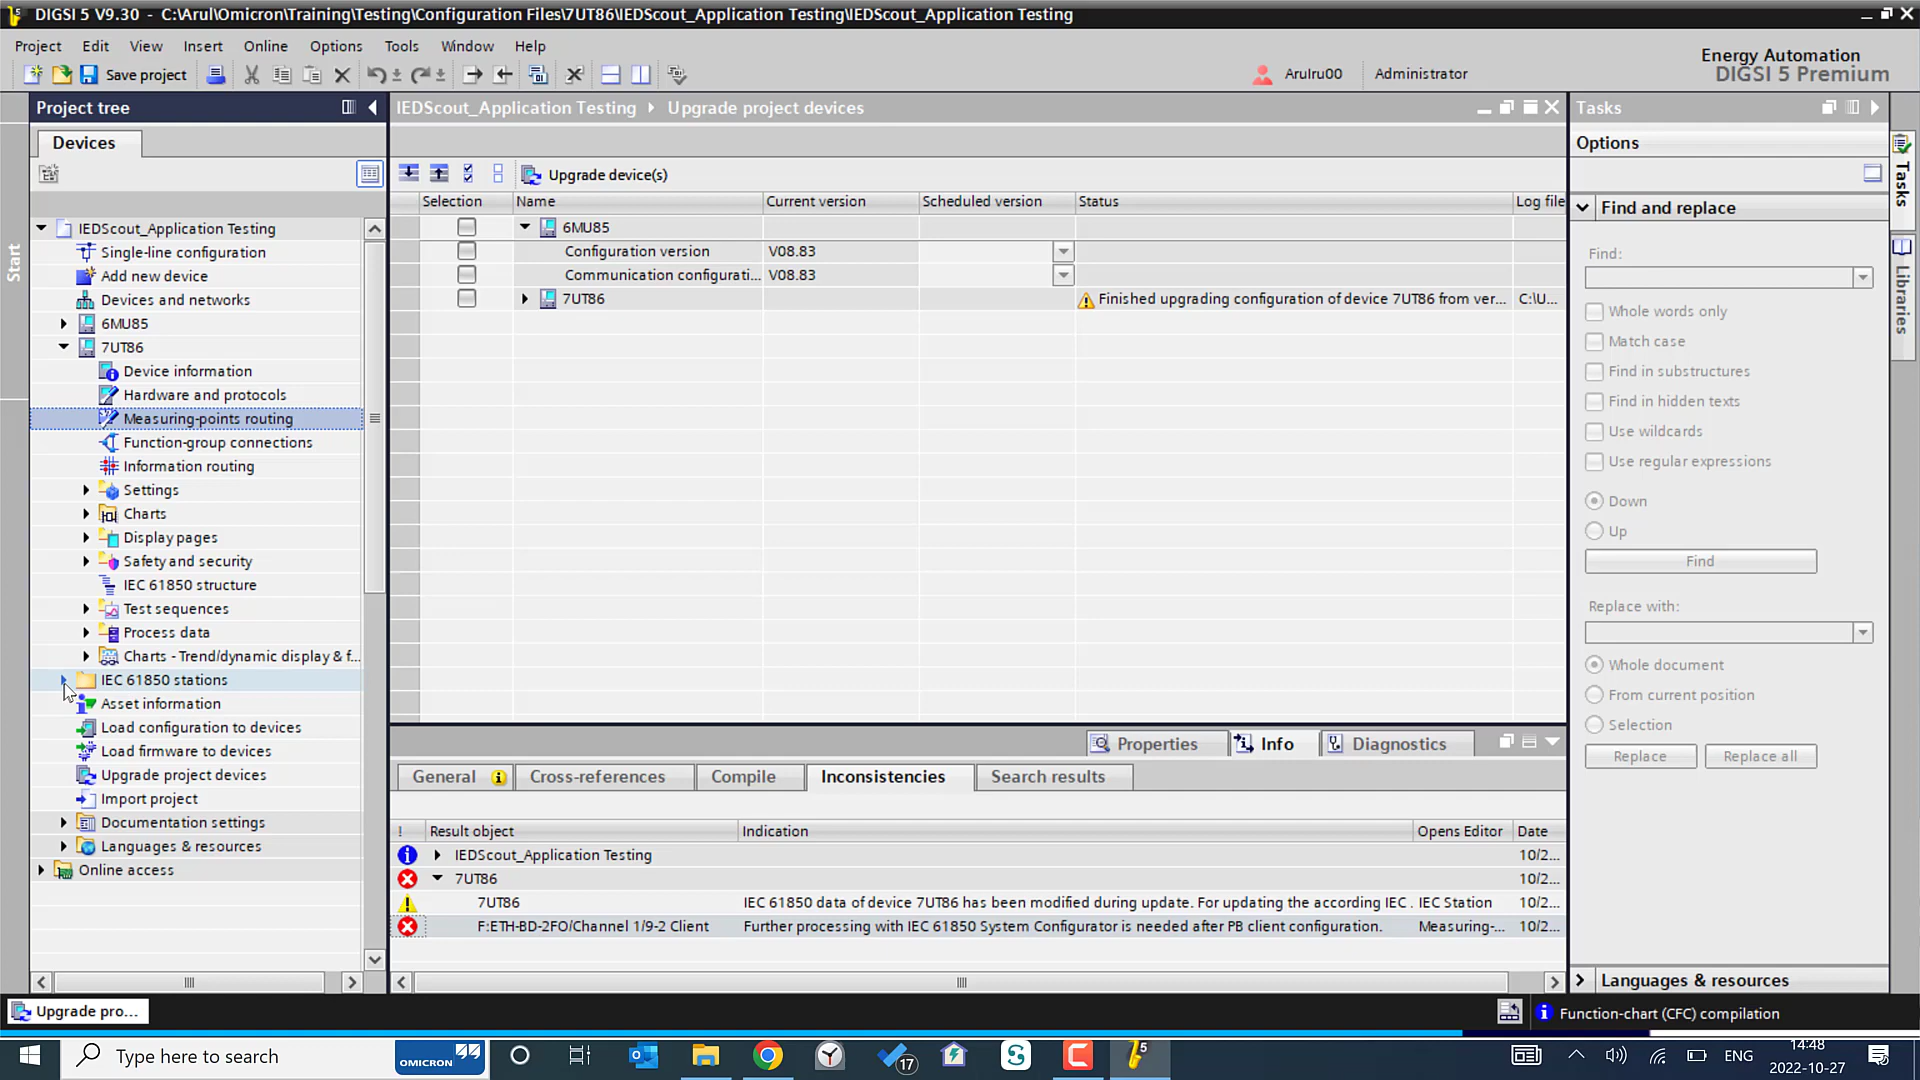 DIGSI 5 V9.30 - C:\Arul\Omicron\Training\Testing\Configuration Files\7UT86\IEDScout_Application Testing\IEDScout_Application Testing
Project Edit View Insert Online Options Tools Window Help
Energy Automation
DIGSI 5 Premium
Save project
ArulruOO Administrator
Project tree
IEDScout_Application Testing Upgrade project devices
Tasks
Devices
Options
Upgrade device(s)
Selection Name Current version Scheduled version Status Log file
Find and replace
IEDScout_Application Testing
6MU85
Single-line configuration
Configuration version V08.83
Find:
Add new device
Communication configurati... V08.83
Devices and networks
7UT86 Finished upgrading configuration of device 7UT86 from ver... C:\U...
6MU85
Whole words only
7UT86
Match case
Device information
Find in substructures
Hardware and protocols
Find in hidden texts
Measuring-points routing
Use wildcards
Function-group connections
Information routing
Use regular expressions
Settings
Down
Charts
Up
Display pages
Safety and security
Find
IEC 61850 structure
Test sequences
Replace with:
Process data
Charts - Trend/dynamic display & f...
Whole document
IEC 61850 stations
From current position
Asset information
Selection
Load configuration to devices
Properties Info Diagnostics
Load firmware to devices
Replace Replace all
Upgrade project devices
General Cross-references Compile Inconsistencies Search results
Import project
Documentation settings
! Result object Indication Opens Editor Date
Languages & resources
IEDScout_Application Testing 10/2...
Online access
7UT86 10/2...
7UT86 IEC 61850 data of device 7UT86 has been modified during update. For updating the according IEC . IEC Station 10/2...
F:ETH-BD-2FO/Channel 1/9-2 Client Further processing with IEC 61850 System Configurator is needed after PB client configuration. Measuring-... 10/2...
Languages & resources
Start
Tasks
Libraries
Upgrade pro...
Function-chart (CFC) compilation
Type here to search
OMICRON
17
5
ENG
14:48
2022-10-27